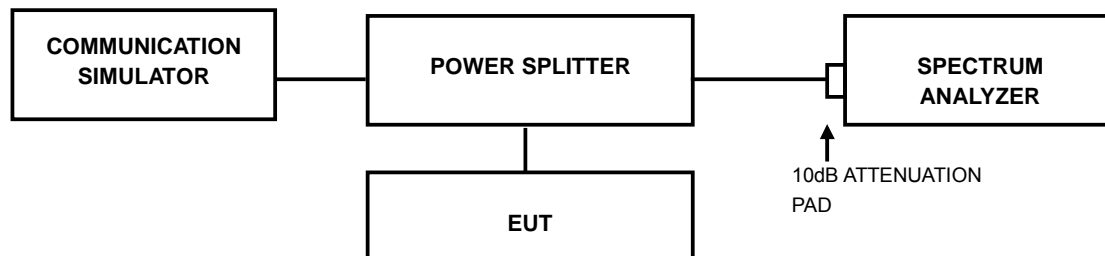 COMMUNICATION
SIMULATOR
POWER SPLITTER
SPECTRUM
ANALYZER
10dB ATTENUATION
PAD
EUT